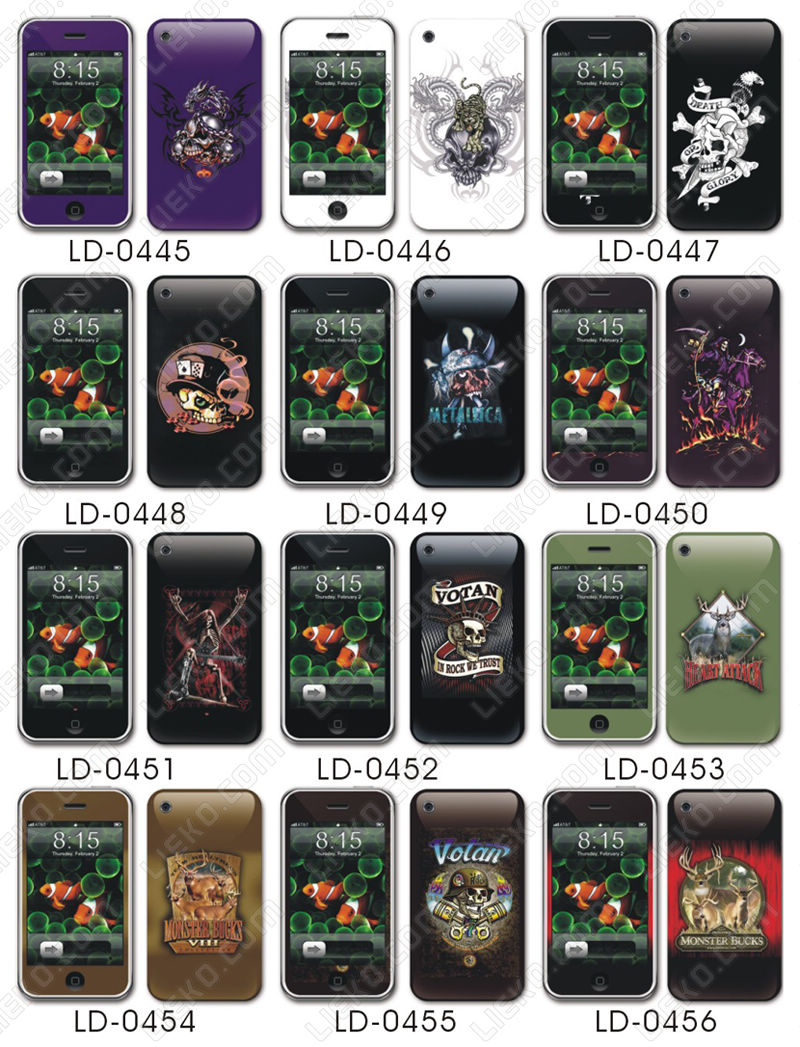 AT&T AT&T AT&T
8:15 8:15 8:15
Thursday, February 2 Thursday, February 2 Thursday, February 2
DEATH
OR
GLORY
LD-0445 LD-0446 LD-0447
AT&T AT&T AT&T
8:15 8:15 8:15
Thursday, February 2 Thursday, February 2 Thursday, February 2
METALLICA
LD-0448 LD-0449 LD-0450
AT&T AT&T AT&T
8:15 8:15 8:15
Thursday, February 2 Thursday, February 2 Thursday, February 2
VOTAN
IN ROCK WE TRUST
HEART ATTACK
LD-0451 LD-0452 LD-0453
AT&T AT&T AT&T
8:15 8:15 8:15
Thursday, February 2 Thursday, February 2 Thursday, February 2
Votan
MONSTER BUCKS
VIII
MONSTER BUCKS
LD-0454 LD-0455 LD-0456
LIEKO.COM